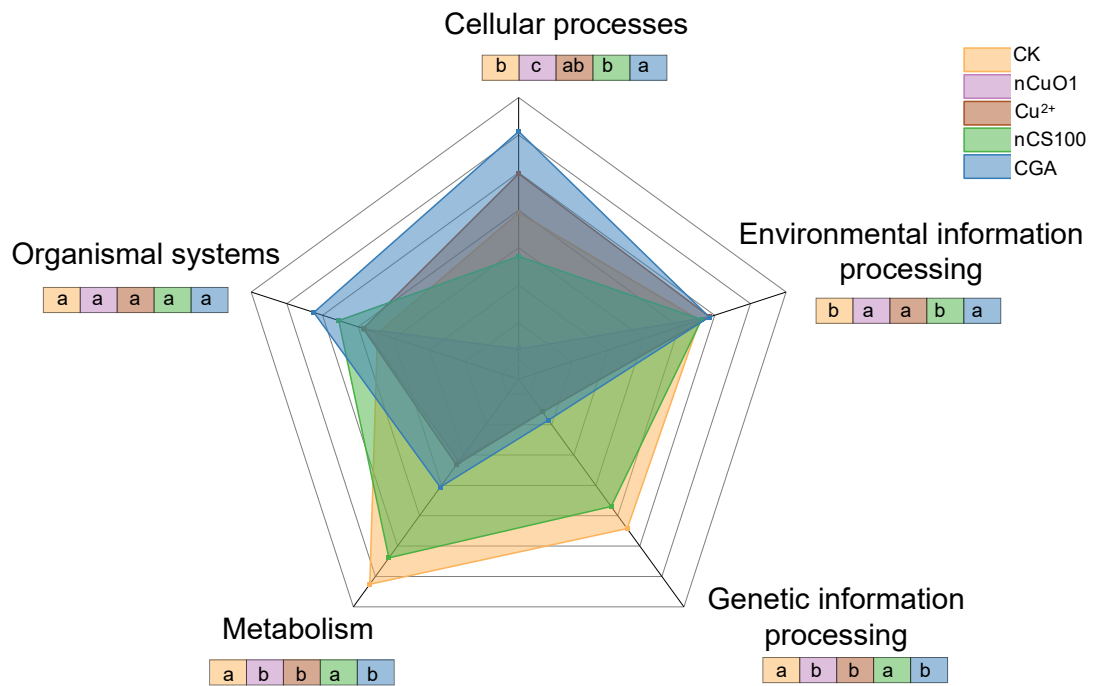 Cellular processes
b c ab b a
CK
nCuO1
Cu²⁺
nCS100
CGA
Environmental information
processing
b a a b a
Organismal systems
a a a a a
Metabolism
a b b a b
Genetic information
processing
a b b a b